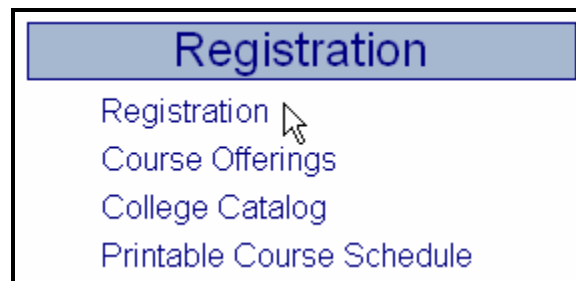 Registration
Registration
Course Offerings
College Catalog
Printable Course Schedule